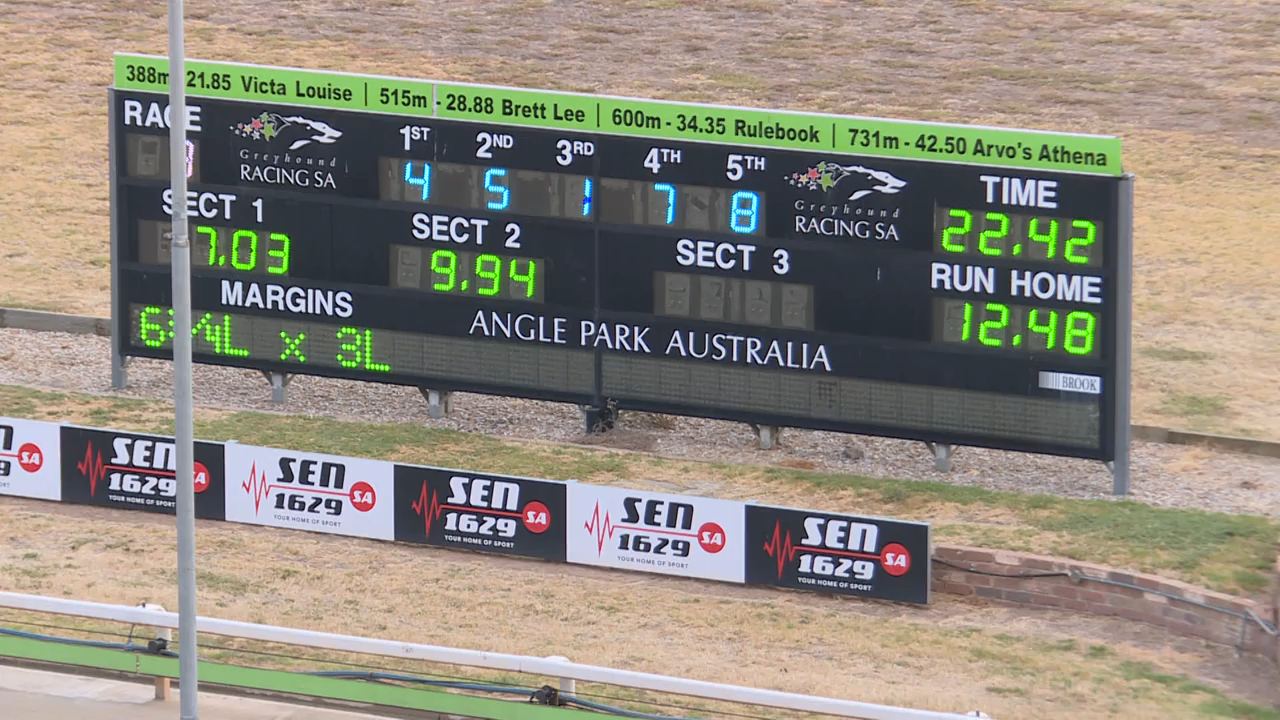 388m 21.85 Victa Louise | 515m - 28.88 Brett Lee | 600m - 34.35 Rulebook | 731m - 42.50 Arvo's Athena
RACE
Greyhound
RACING SA
1ST 2ND 3RD 4TH 5TH
4 5 1 7 8
Greyhound
RACING SA
TIME
22.42
SECT 1
7.03
SECT 2
9.94
SECT 3
RUN HOME
12.48
MARGINS
6¾L x 3L
ANGLE PARK AUSTRALIA
BROOK
SA
SEN
1629
SA
YOUR HOME OF SPORT
SEN
1629
SA
YOUR HOME OF SPORT
SEN
1629
SA
YOUR HOME OF SPORT
SEN
1629
SA
YOUR HOME OF SPORT
SEN
1629
SA
YOUR HOME OF SPORT